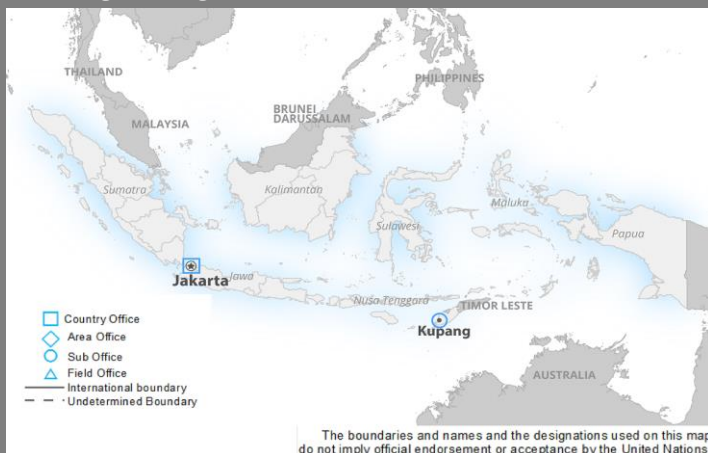 THAILAND
PHILIPPINES
BRUNEI
DARUSSALAM
MALAYSIA
Sumatra
Kalimantan
Maluka
Sulawesi
Papua
Jakarta
Jawa
Nusa Tenggara
TIMOR LESTE
Kupang
AUSTRALIA
Country Office
Area Office
Sub Office
Field Office
International boundary
Undetermined Boundary
The boundaries and names and the designations used on this map
do not imply official endorsement or acceptance by the United Nations.